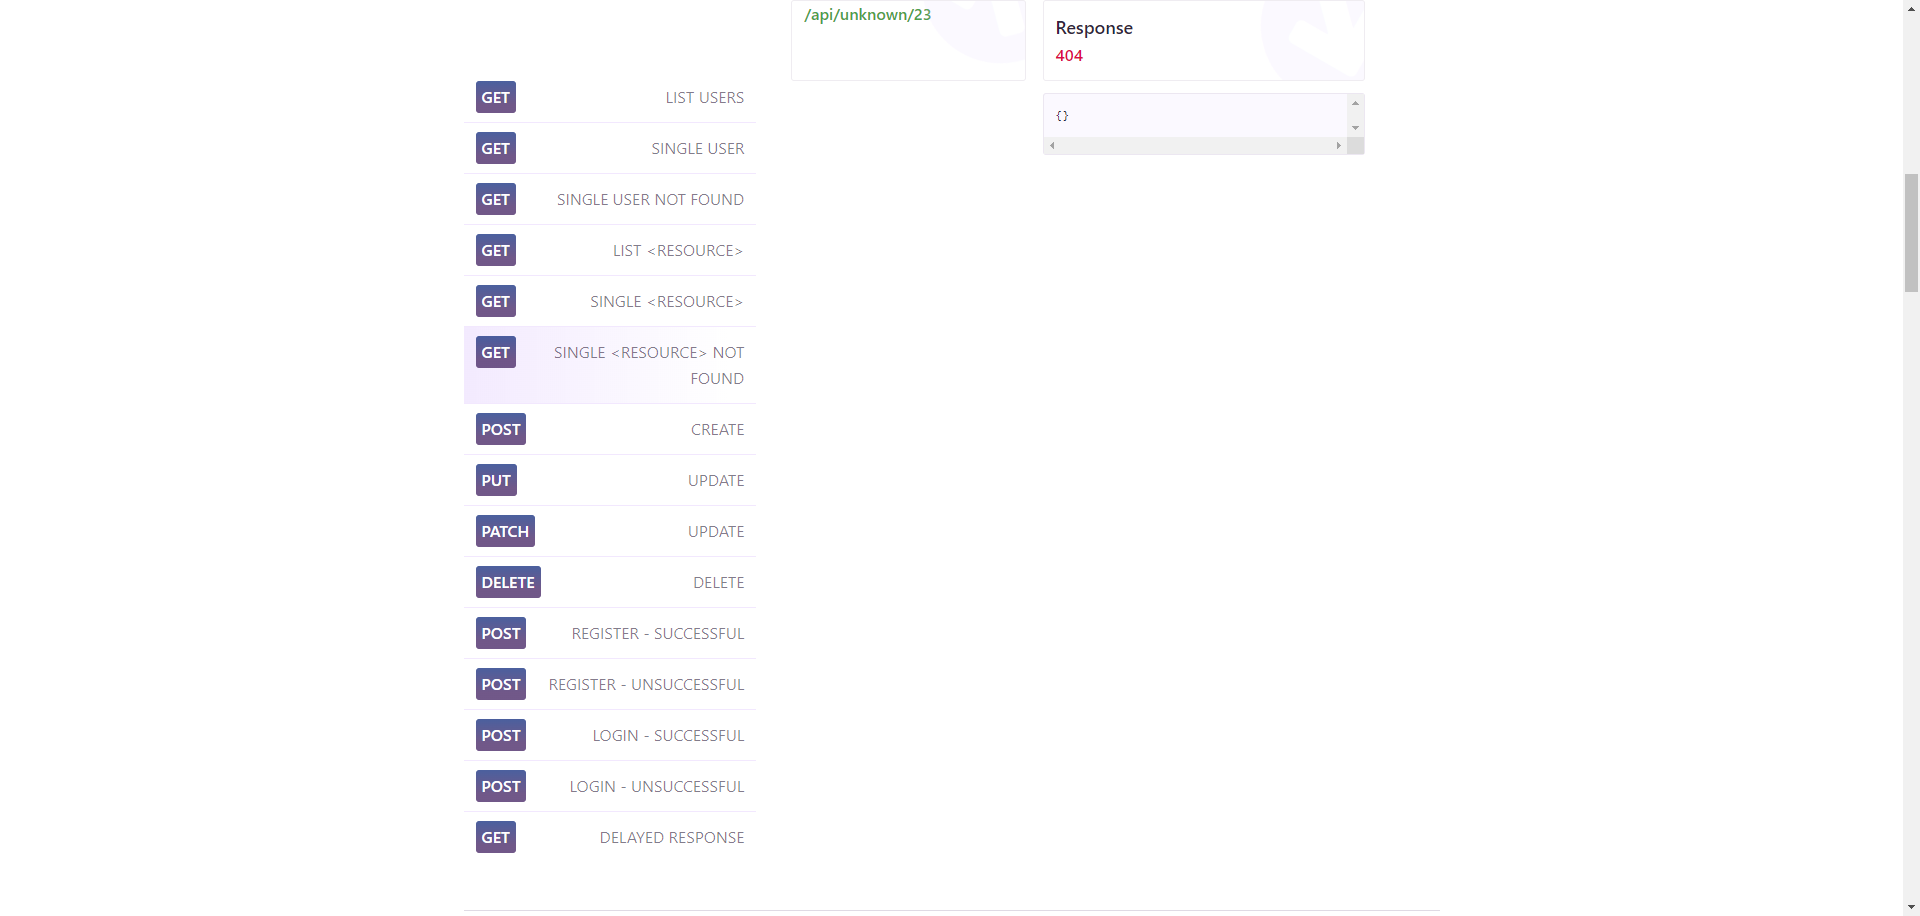 /api/unknown/23
Response
404
{}
GET LIST USERS
GET SINGLE USER
GET SINGLE USER NOT FOUND
GET LIST <RESOURCE>
GET SINGLE <RESOURCE>
GET SINGLE <RESOURCE> NOT
FOUND
POST CREATE
PUT UPDATE
PATCH UPDATE
DELETE DELETE
POST REGISTER - SUCCESSFUL
POST REGISTER - UNSUCCESSFUL
POST LOGIN - SUCCESSFUL
POST LOGIN - UNSUCCESSFUL
GET DELAYED RESPONSE